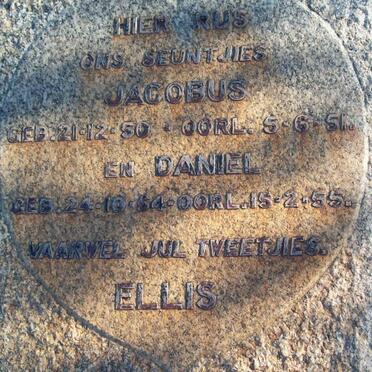 HIER RUS
ONS SEUNTJIES
JACOBUS
GEB. 21-12-50 - OORL. 5-6-51.
EN DANIEL
GEB. 24-10-54-OORL. 15-2-55.
VAARWEL JUL TWEETJIES.
ELLIS